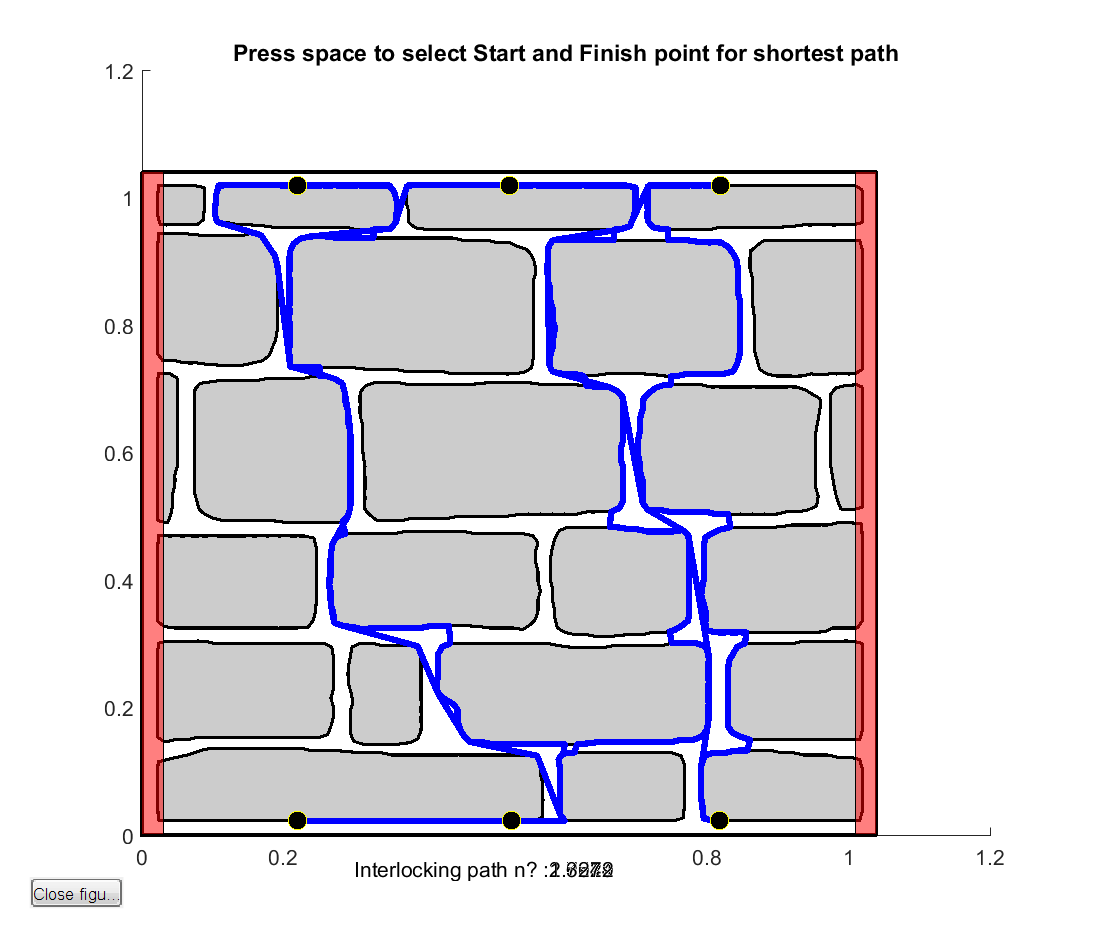 Press space to select Start and Finish point for shortest path
1.2
1
0.8
0.6
0.4
0.2
0
0 0.2 0.8 1 1.2
Interlocking path n? :
Close figu...